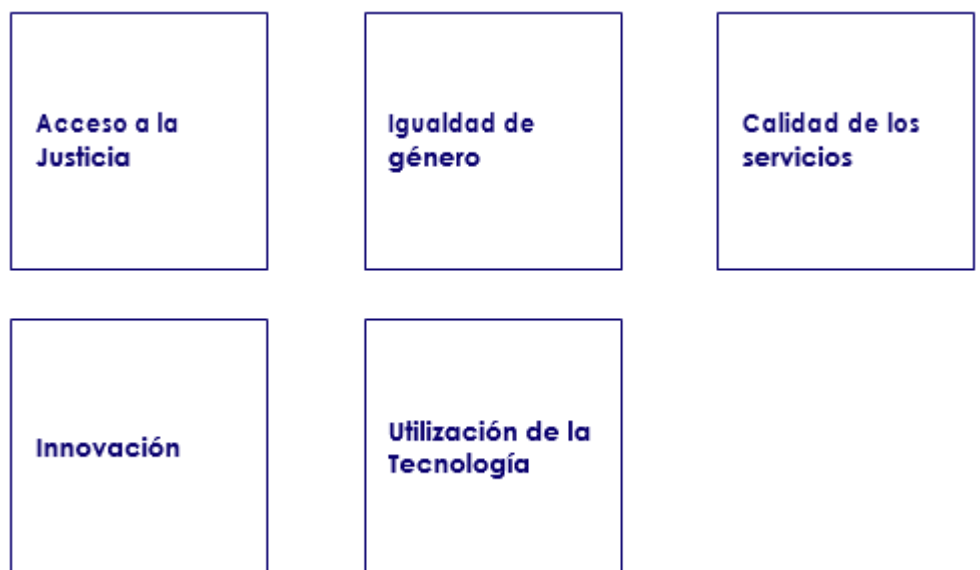 Acceso a la
Justicia
Igualdad de
género
Calidad de los
servicios
Innovación
Utilización de la
Tecnología